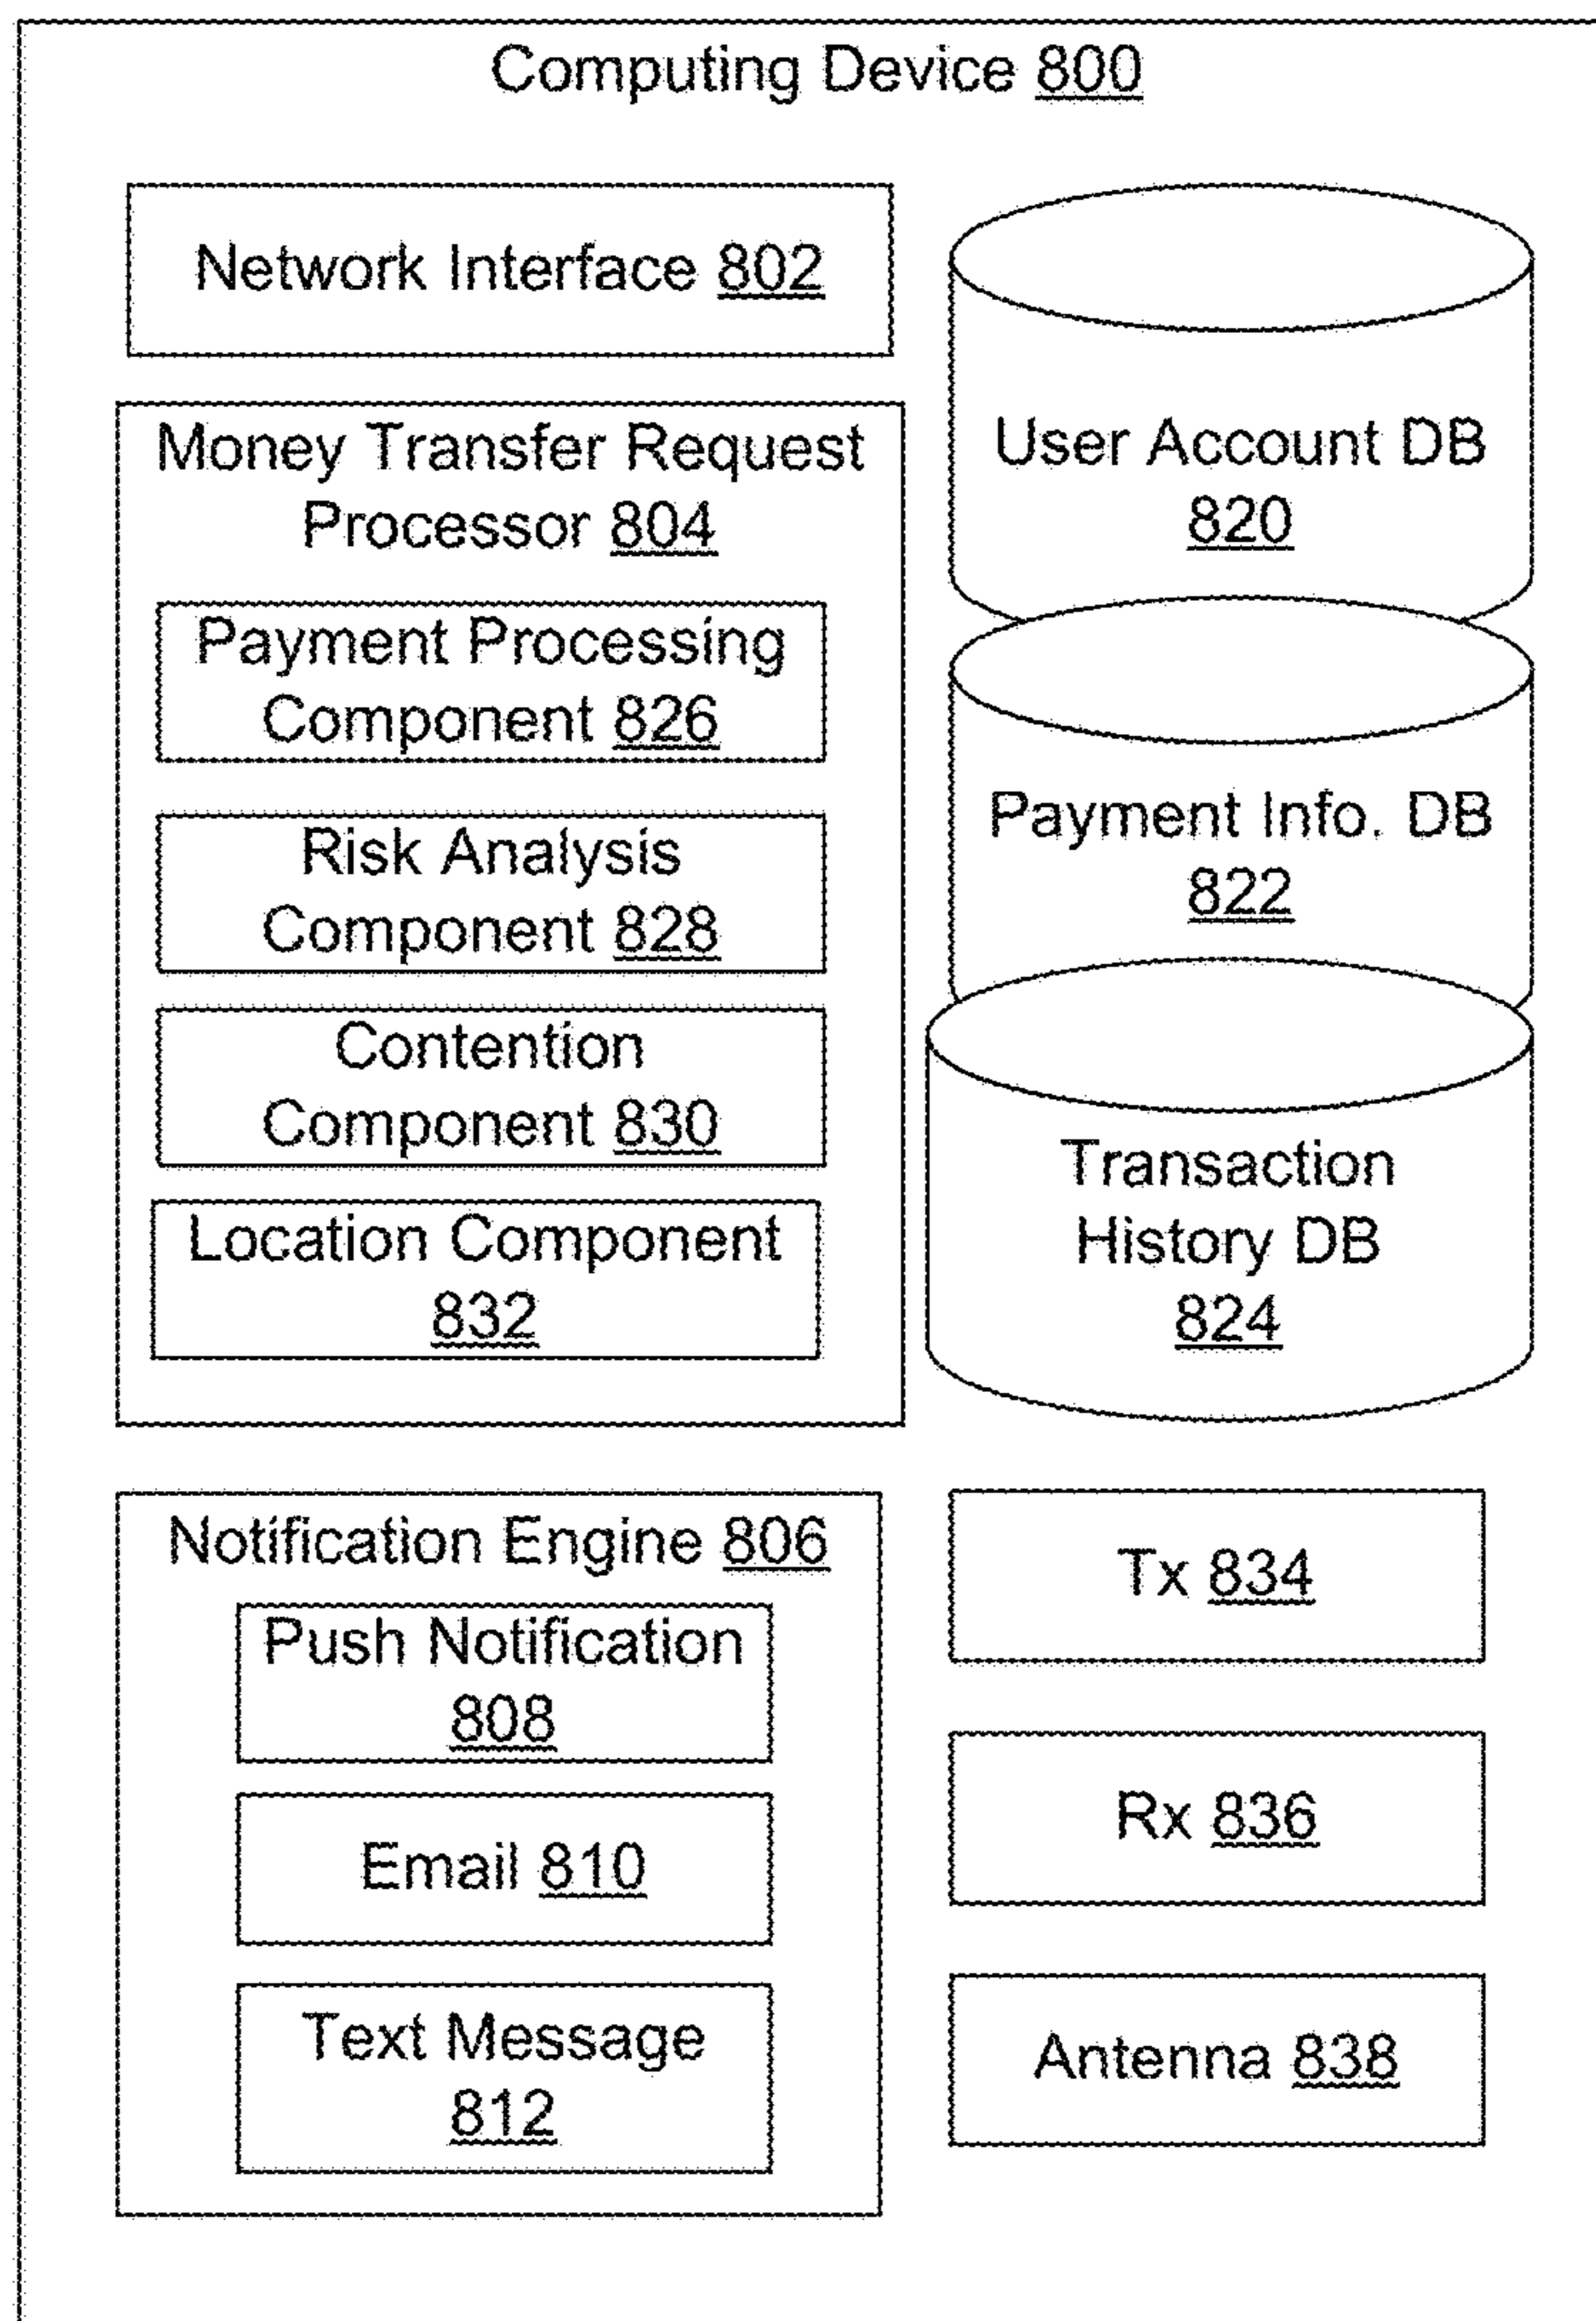 Computing Device 800
Network Interface 802
Money Transfer Request
Processor 804
Payment Processing
Component 826
Risk Analysis
Component 828
Contention
Component 830
Location Component
832
User Account DB
820
Payment Info. DB
822
Transaction
History DB
824
Notification Engine 806
Push Notification
808
Email 810
Text Message
812
Tx 834
Rx 836
Antenna 838